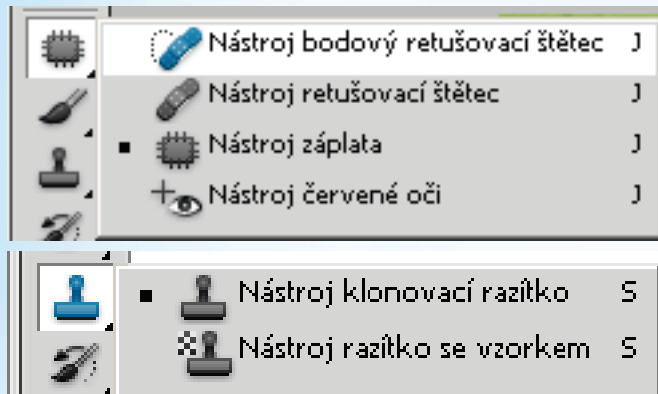 Nástroj bodový retušovací štětec J
Nástroj retušovací štětec J
Nástroj záplata J
Nástroj červené oči J
Nástroj klonovací razítko S
Nástroj razítko se vzorkem S